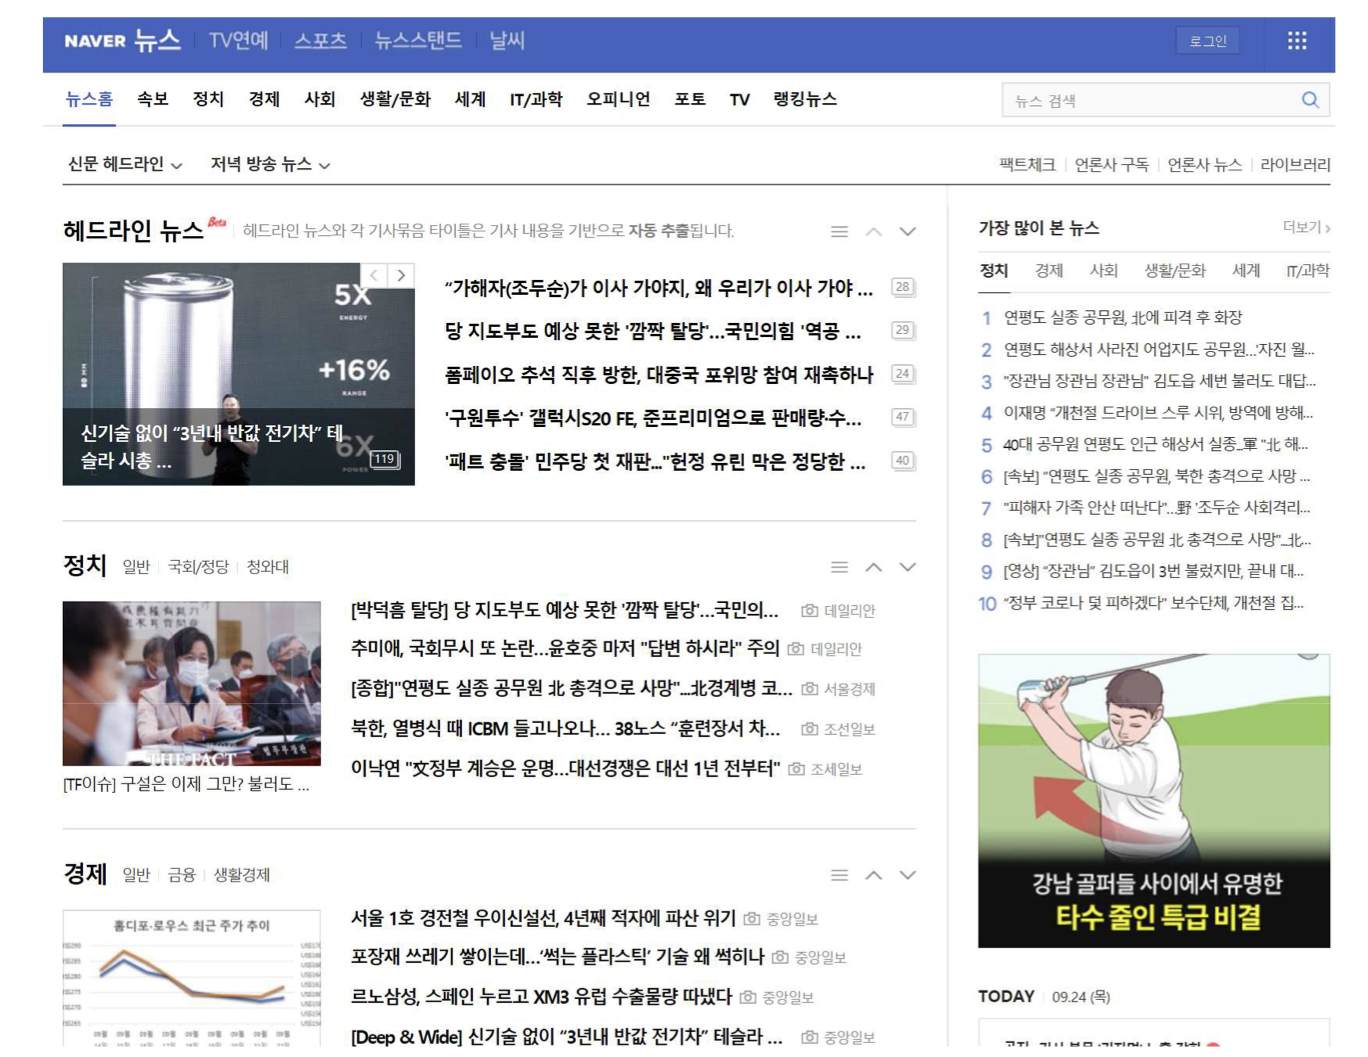 NAVER 뉴스 TV연예 스포츠 뉴스스탠드 날씨 로그인
뉴스홈 속보 정치 경제 사회 생활/문화 세계 IT/과학 오피니언 포토 TV 랭킹뉴스 뉴스 검색
신문 헤드라인 저녁 방송 뉴스 팩트체크 언론사 구독 언론사 뉴스 라이브러리
헤드라인 뉴스 Beta 헤드라인 뉴스와 각 기사묶음 타이틀은 기사 내용을 기반으로 자동 추출됩니다.
5X
ENERGY
+16%
RANGE
6X
POWER
80 MM
신기술 없이 “3년내 반값 전기차” 테
슬라 시총 ... 119
“가해자(조두순)가 이사 가야지, 왜 우리가 이사 가야 ... 28
당 지도부도 예상 못한 '깜짝 탈당'...국민의힘 '역공 ... 29
폼페이오 추석 직후 방한, 대중국 포위망 참여 재촉하나 24
'구원투수' 갤럭시S20 FE, 준프리미엄으로 판매량·수... 47
'패트 충돌' 민주당 첫 재판..."헌정 유린 막은 정당한 ... 40
정치 일반 국회/정당 청와대
THE FACT
[TF이슈] 구설은 이제 그만? 불러도 ...
[박덕흠 탈당] 당 지도부도 예상 못한 '깜짝 탈당'...국민의... 데일리안
추미애, 국회무시 또 논란...윤호중 마저 "답변 하시라" 주의 데일리안
[종합]"연평도 실종 공무원 北 총격으로 사망"...北경계병 코... 서울경제
북한, 열병식 때 ICBM 들고나오나... 38노스 “훈련장서 차... 조선일보
이낙연 "文정부 계승은 운명...대선경쟁은 대선 1년 전부터" 조세일보
경제 일반 금융 생활경제
홈디포·로우스 최근 주가 추이
서울 1호 경전철 우이신설선, 4년째 적자에 파산 위기 중앙일보
포장재 쓰레기 쌓이는데...‘썩는 플라스틱’ 기술 왜 썩히나 중앙일보
르노삼성, 스페인 누르고 XM3 유럽 수출물량 따냈다 중앙일보
[Deep & Wide] 신기술 없이 “3년내 반값 전기차” 테슬라 ... 중앙일보
가장 많이 본 뉴스 더보기
정치 경제 사회 생활/문화 세계 IT/과학
1 연평도 실종 공무원, 北에 피격 후 화장
2 연평도 해상서 사라진 어업지도 공무원...'자진 월...
3 "장관님 장관님 장관님" 김도읍 세번 불러도 대답...
4 이재명 “개천절 드라이브 스루 시위, 방역에 방해...
5 40대 공무원 연평도 인근 해상서 실종...軍 "北 해...
6 [속보] “연평도 실종 공무원, 북한 총격으로 사망 ...
7 "피해자 가족 안산 떠난다"...野 '조두순 사회격리...
8 [속보]"연평도 실종 공무원 北 총격으로 사망"...北...
9 [영상] “장관님” 김도읍이 3번 불렀지만, 끝내 대...
10 “정부 코로나 덫 피하겠다” 보수단체, 개천절 집...
강남 골퍼들 사이에서 유명한
타수 줄인 특급 비결
TODAY 09.24 (목)